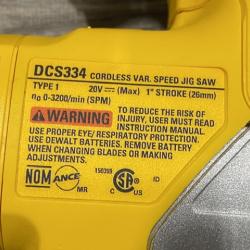 DCS334 CORDLESS VAR. SPEED JIG SAW
TYPE 1 20V ⎓ (Max) 1" STROKE (26mm)
n₀ 0-3200/min (SPM)
⚠ WARNING TO REDUCE THE RISK OF
INJURY, USER MUST READ
INSTRUCTION MANUAL.
USE PROPER EYE/ RESPIRATORY PROTECTION.
USE DEWALT BATTERIES. REMOVE BATTERY
WHEN CHANGING BLADES OR MAKING ADJUSTMENTS
150359
NOM ANCE MR SA ®